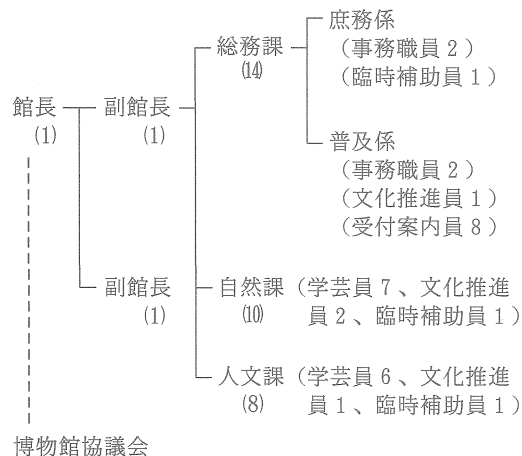 庶務係
総務課
(14)
（事務職員2）
（臨時補助員1）
館長
(1)
副館長
(1)
普及係
（事務職員2）
（文化推進員1）
（受付案内員8）
副館長
(1)
自然課
(10)
（学芸員7、文化推進
員2、臨時補助員1）
人文課
(8)
（学芸員6、文化推進
員1、臨時補助員1）
博物館協議会